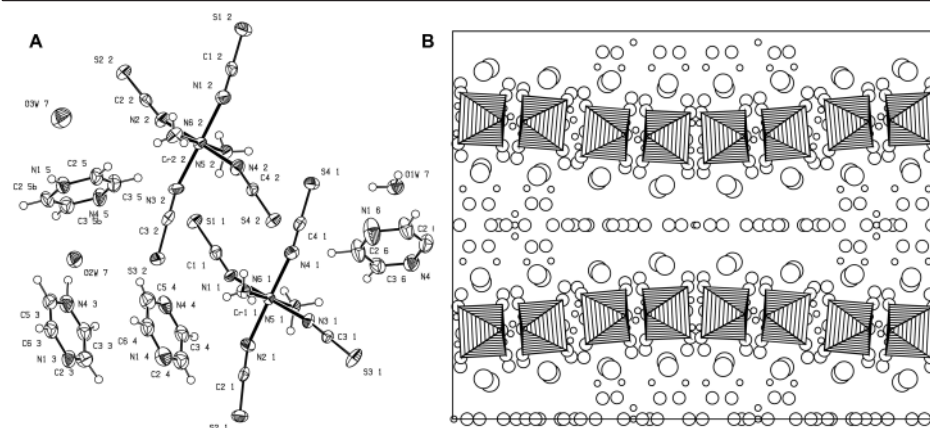 A
B
S1 2
S2 2
C1 2
N1 2
C2 2
O3W 7
N2 2
N6 2
Cr2 2
N5 2
N4 2
C2 5
N1 5
C2 5b
C3 5
N4 5
C3 5b
N3 2
C4 2
S4 1
O1W 7
N1 6
S4 2
C3 2
S1 1
C4 1
C2 6
C1 1
N4 1
C3 6
N4
O2W 7
S3 2
N1 1
N6 1
C5 4
N4 3
N4 4
Cr1 1
N5 1
N3 1
C5 3
C6 3
C3 3
C6 4
C3 4
C3 1
N1 3
C2 3
N1 4
C2 4
N2 1
S3 1
C2 1